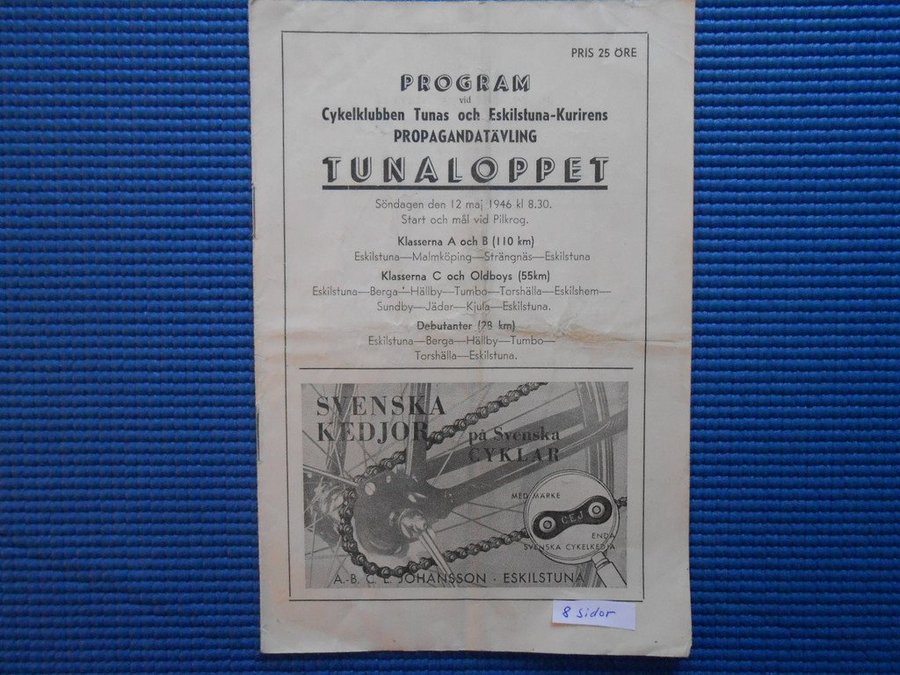 PRIS 25 ÖRE
PROGRAM
vid
Cykelklubben Tunas och Eskilstuna-Kurirens
PROPAGANDATÄVLING
TUNALOPPET
Söndagen den 12 maj 1946 kl 8.30.
Start och mål vid Pilkrog.
Klasserna A och B (110 km)
Eskilstuna—Malmköping—Strängnäs—Eskilstuna
Klasserna C och Oldboys (55km)
Eskilstuna—Berga—Hällby—Tumbo—Torshälla—Eskilshem—
Sundby—Jäder—Kjula—Eskilstuna.
Debutanter (29 km)
Eskilstuna—Berga—Hällby—Tumbo—
Torshälla—Eskilstuna.
SVENSKA
KEDJOR på Svenska
CYKLAR
MED MÄRKE
CEJ
ENDA
SVENSKA CYKELKEDJA
A.-B. C. E. JOHANSSON · ESKILSTUNA
8 sidor